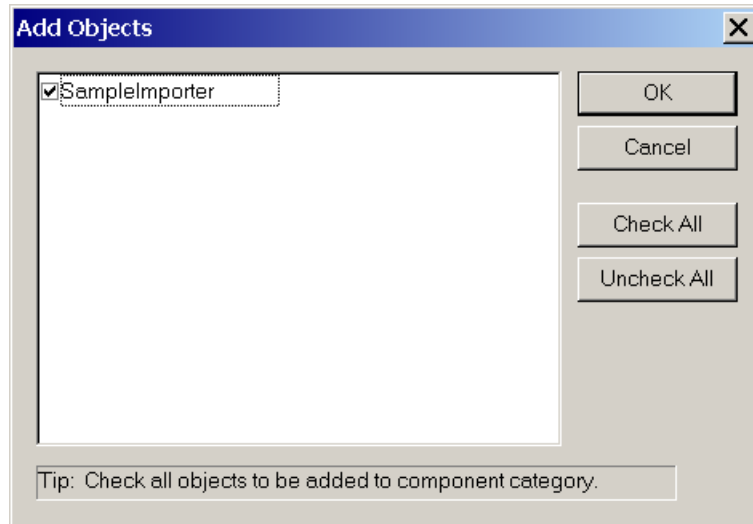 Add Objects
SampleImporter
OK
Cancel
Check All
Uncheck All
Tip: Check all objects to be added to component category.